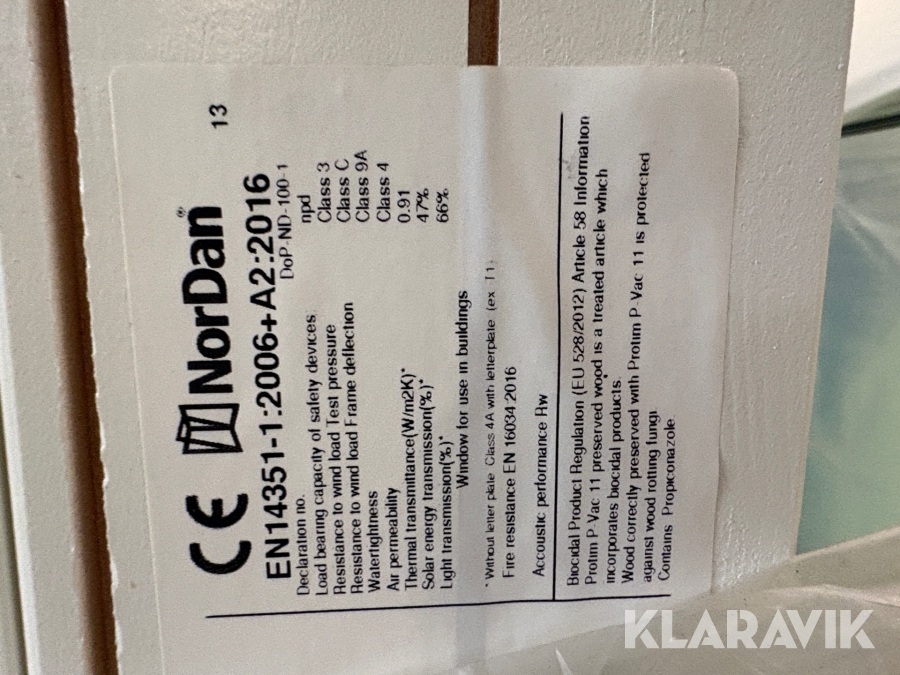 CE NorDan® 13
EN14351-1:2006+A2:2016
Declaration no. DoP-ND-100-1
Load bearing capacity of safety devices npd
Resistance to wind load Test pressure Class 3
Resistance to wind load Frame deflection Class C
Watertightness Class 9A
Air permeability Class 4
Thermal transmittance(W/m2K)* 0.91
Solar energy transmission(%)* 47%
Light transmission(%)* 66%
Window for use in buildings
* Without letter plate Class 4A with letterplate (ex T1)
Fire resistance EN 16034:2016
Accoustic performance Rw
Biocidal Product Regulation (EU 528/2012) Article 58 Information
Protim P-Vac 11 preserved wood is a treated article which
incorporates biocidal products.
Wood correctly preserved with Protim P-Vac 11 is protected
against wood rotting fungi
Contains Propiconazole.
KLARAVIK